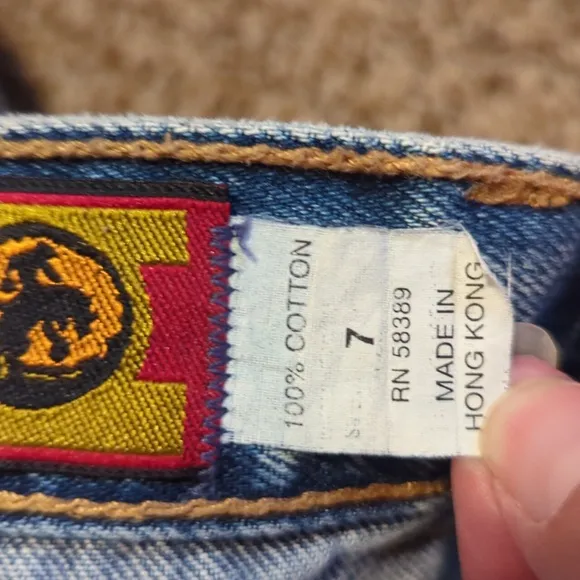 100% COTTON
7
RN 58389
MADE IN
HONG KONG